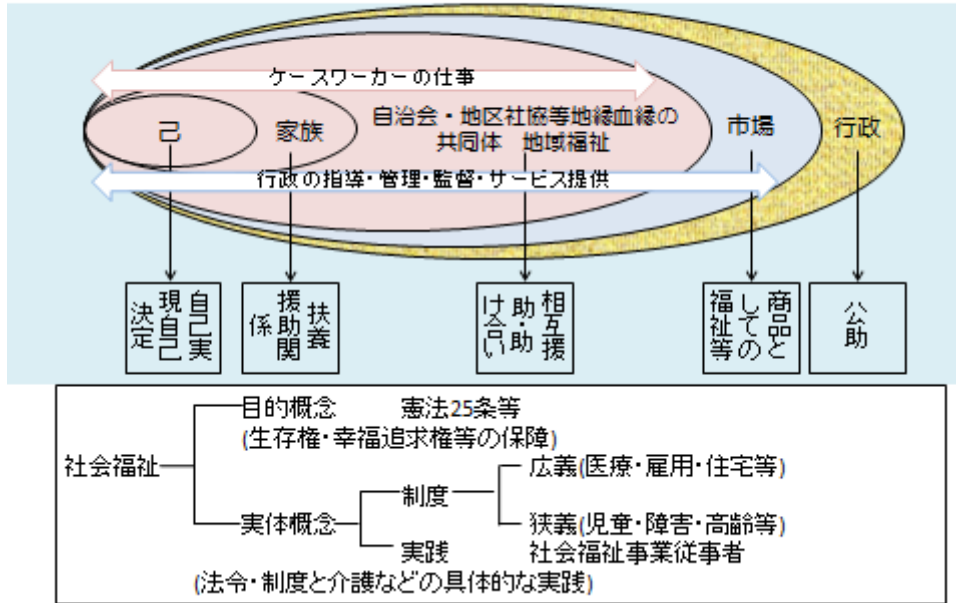 ケースワーカーの仕事
己
家族
自治会・地区社協等地縁血縁の
共同体 地域福祉
市場
行政
行政の指導・管理・監督・サービス提供
自己実
現自己
決定
扶養
援助関
係
相互援
助・助
け合い
商品と
しての
福祉等
公助
社会福祉
目的概念 憲法25条等
(生存権・幸福追求権等の保障)
実体概念
制度
広義(医療・雇用・住宅等)
狭義(児童・障害・高齢等)
実践 社会福祉事業従事者
(法令・制度と介護などの具体的な実践)